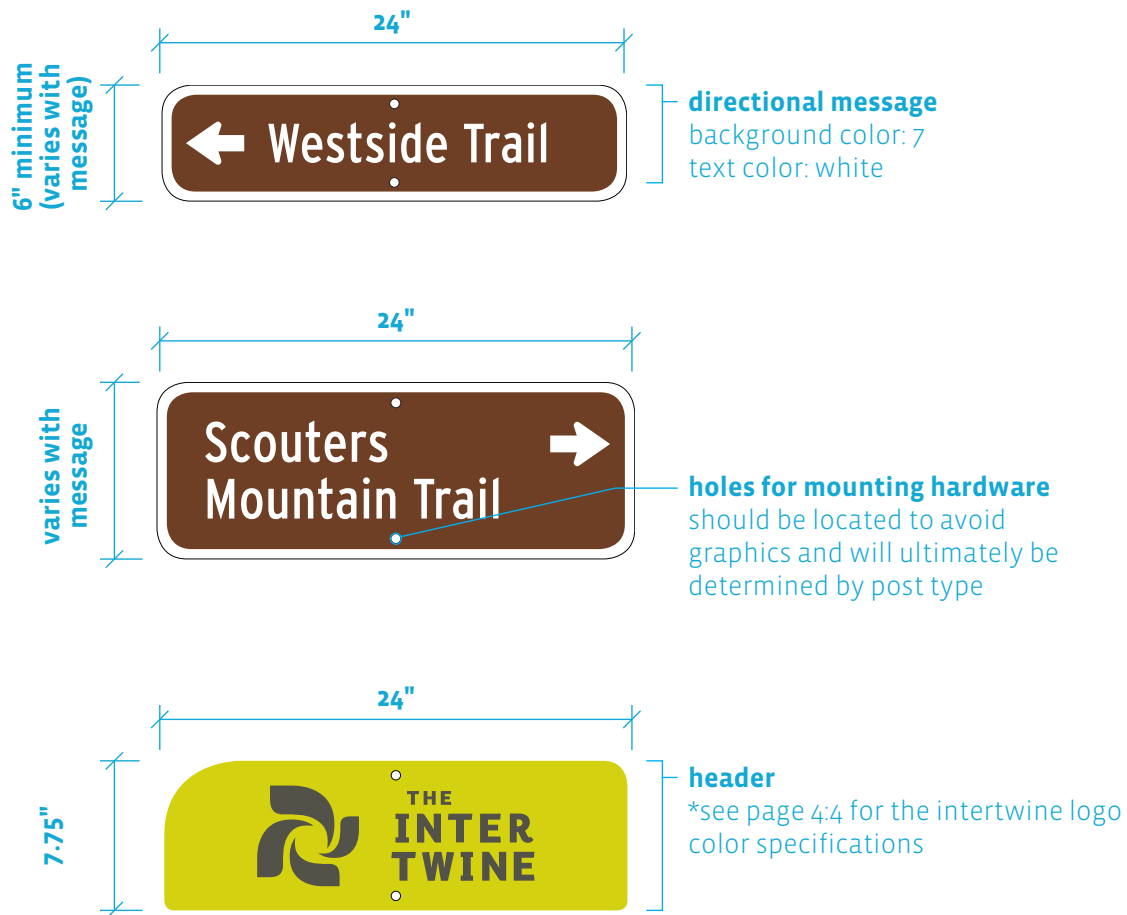 24"
6" minimum
(varies with
message)
Westside Trail
directional message
background color: 7
text color: white
24"
varies with
message
Scouters
Mountain Trail
holes for mounting hardware
should be located to avoid
graphics and will ultimately be
determined by post type
24"
7.75"
THE
INTER
TWINE
header
*see page 4:4 for the intertwine logo
color specifications